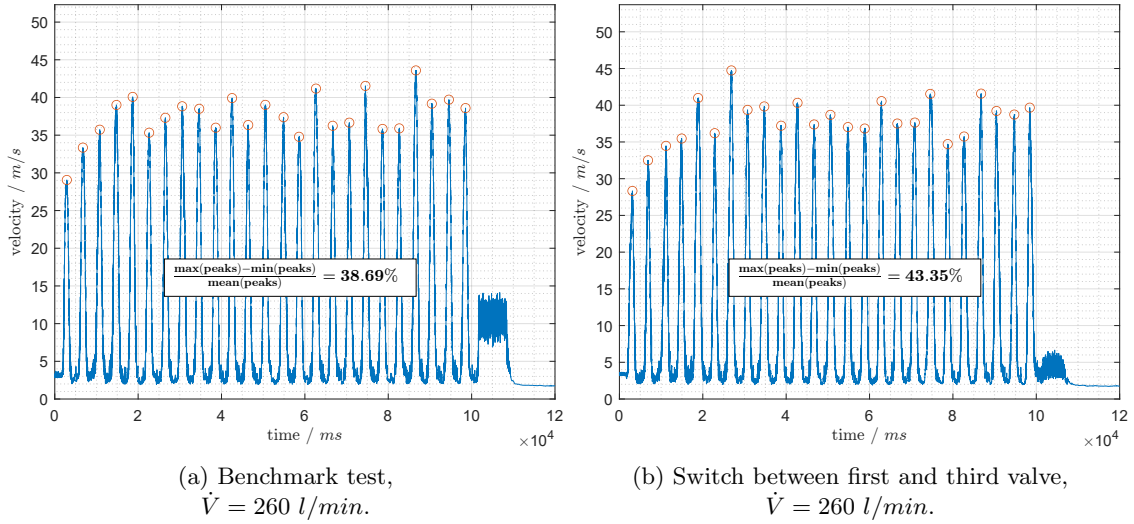 50
45
40
35
30
25
20
15
10
5
0
velocity / m/s
max(peaks)−min(peaks)
mean(peaks)
= 38.69%
0 2 4 6 8 10 12
time / ms
×10^4
(a) Benchmark test,
V̇ = 260 l/min.
50
45
40
35
30
25
20
15
10
5
0
velocity / m/s
max(peaks)−min(peaks)
mean(peaks)
= 43.35%
0 2 4 6 8 10 12
time / ms
×10^4
(b) Switch between first and third valve,
V̇ = 260 l/min.